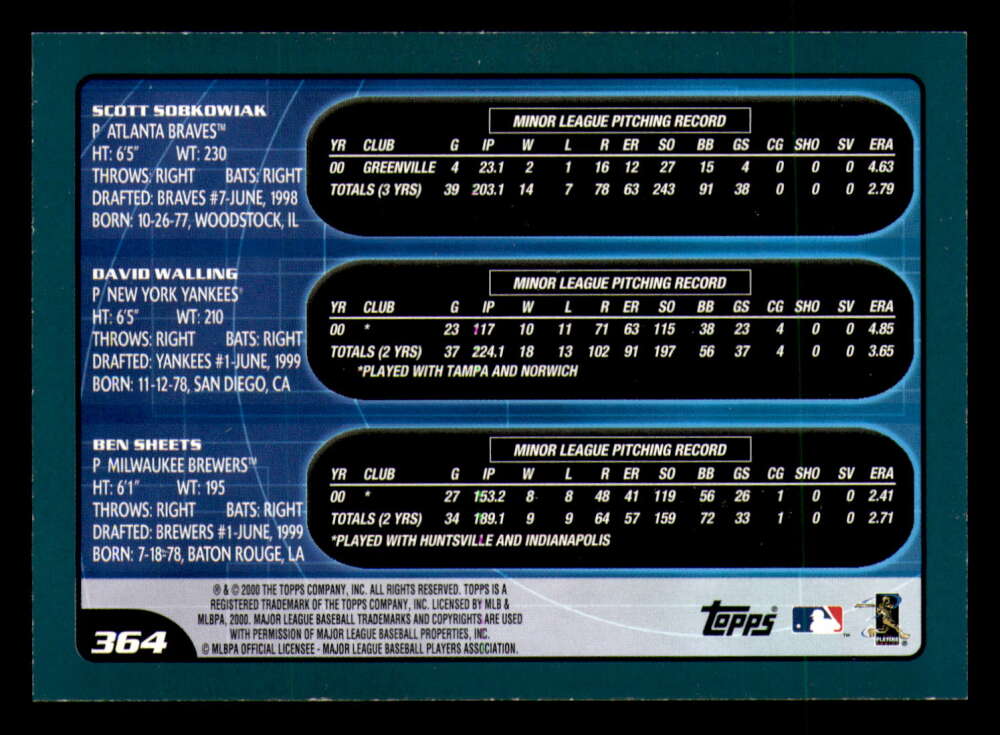 SCOTT SOBKOWIAK
P ATLANTA BRAVES™
HT: 6'5" WT: 230
THROWS: RIGHT BATS: RIGHT
DRAFTED: BRAVES #7-JUNE, 1998
BORN: 10-26-77, WOODSTOCK, IL
MINOR LEAGUE PITCHING RECORD
YR CLUB G IP W L R ER SO BB GS CG SHO SV ERA
00 GREENVILLE 4 23.1 2 1 16 12 27 15 4 0 0 0 4.63
TOTALS (3 YRS) 39 203.1 14 7 78 63 243 91 38 0 0 0 2.79
DAVID WALLING
P NEW YORK YANKEES®
HT: 6'5" WT: 210
THROWS: RIGHT BATS: RIGHT
DRAFTED: YANKEES #1-JUNE, 1999
BORN: 11-12-78, SAN DIEGO, CA
MINOR LEAGUE PITCHING RECORD
YR CLUB G IP W L R ER SO BB GS CG SHO SV ERA
00 * 23 117 10 11 71 63 115 38 23 4 0 0 4.85
TOTALS (2 YRS) 37 224.1 18 13 102 91 197 56 37 4 0 0 3.65
*PLAYED WITH TAMPA AND NORWICH
BEN SHEETS
P MILWAUKEE BREWERS™
HT: 6'1" WT: 195
THROWS: RIGHT BATS: RIGHT
DRAFTED: BREWERS #1-JUNE, 1999
BORN: 7-18-78, BATON ROUGE, LA
MINOR LEAGUE PITCHING RECORD
YR CLUB G IP W L R ER SO BB GS CG SHO SV ERA
00 * 27 153.2 8 8 48 41 119 56 26 1 0 0 2.41
TOTALS (2 YRS) 34 189.1 9 9 64 57 159 72 33 1 0 0 2.71
*PLAYED WITH HUNTSVILLE AND INDIANAPOLIS
364
® & © 2000 THE TOPPS COMPANY, INC. ALL RIGHTS RESERVED. TOPPS IS A
REGISTERED TRADEMARK OF THE TOPPS COMPANY, INC. LICENSED BY MLB &
MLBPA, 2000. MAJOR LEAGUE BASEBALL TRADEMARKS AND COPYRIGHTS ARE USED
WITH PERMISSION OF MAJOR LEAGUE BASEBALL PROPERTIES, INC.
© MLBPA OFFICIAL LICENSEE - MAJOR LEAGUE BASEBALL PLAYERS ASSOCIATION.
TOPPS®
™
PLAYERS ®